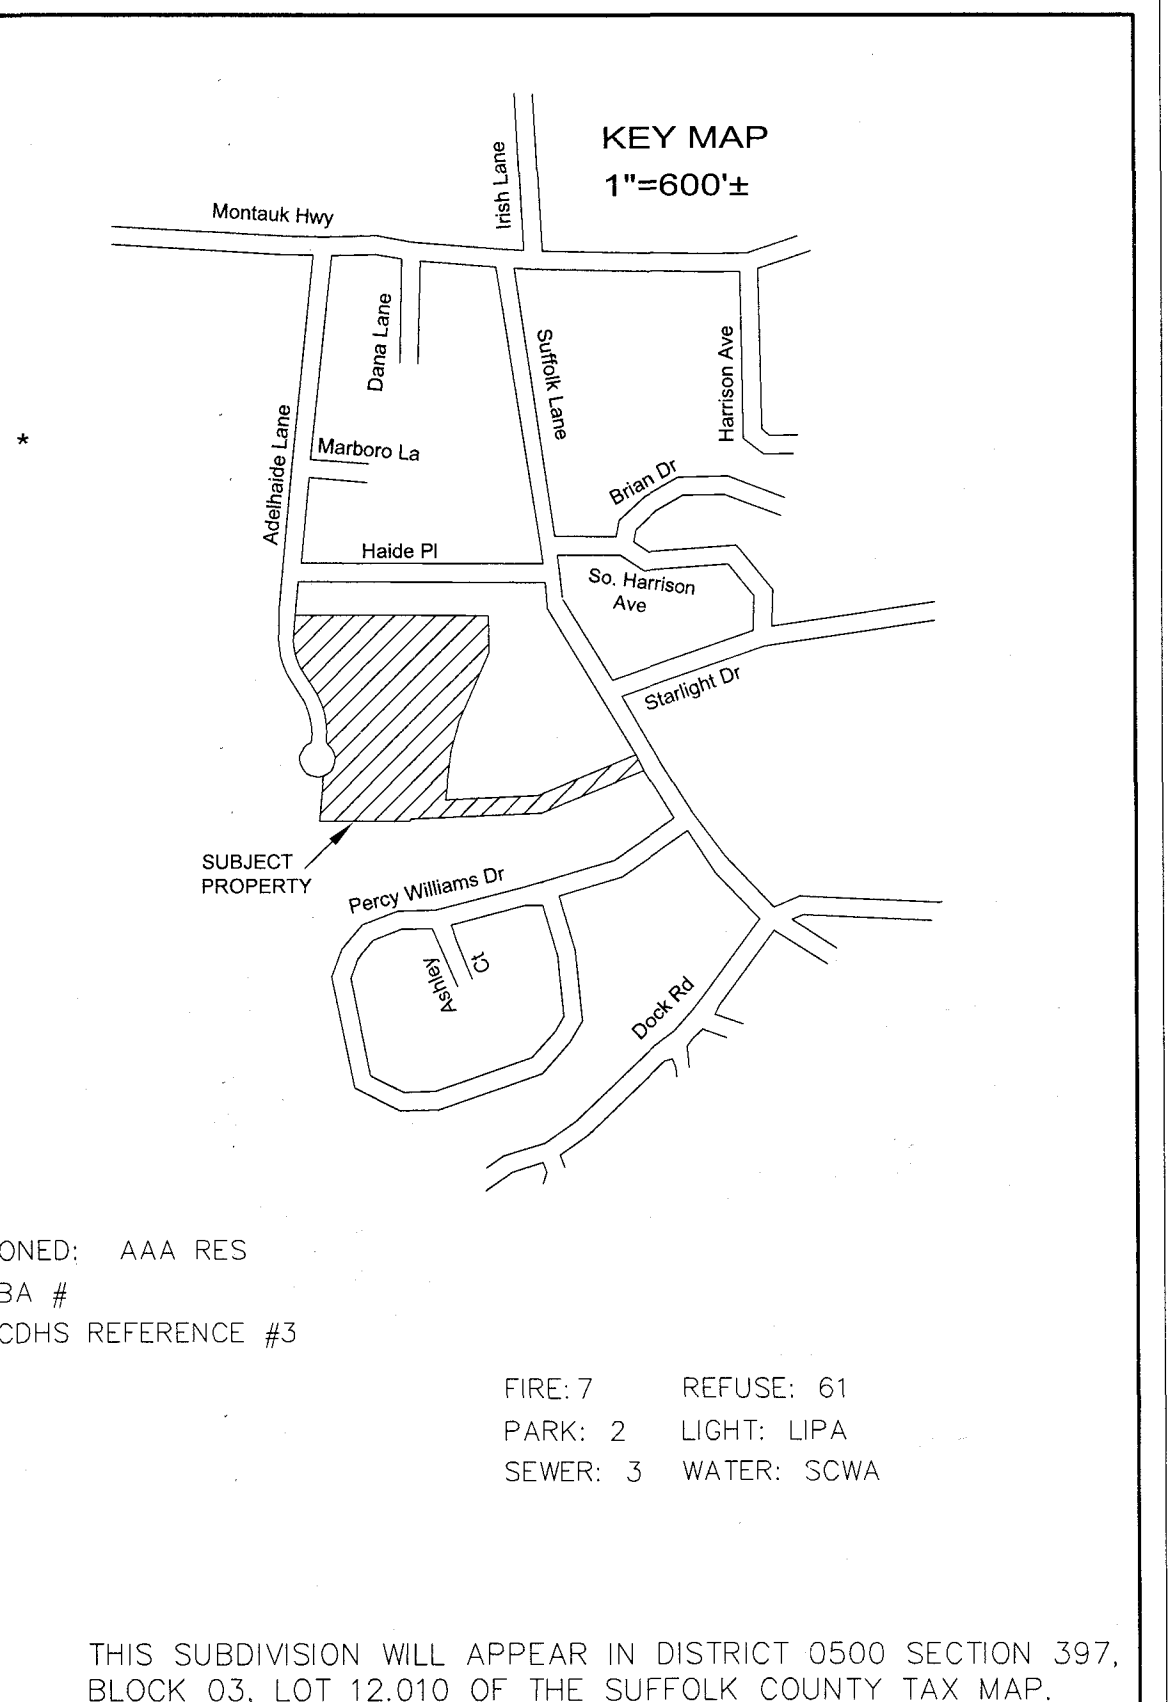 KEY MAP
1"=600'±
Irish Lane
Montauk Hwy
Dana Lane
Suffolk Lane
Harrison Ave
Adelhaide Lane
Marboro La
*
Brian Dr
Haide Pl
So. Harrison
Ave
Starlight Dr
SUBJECT
PROPERTY
Percy Williams Dr
Ashley
Ct
Dock Rd
ONED: AAA RES
BA #
CDHS REFERENCE #3
FIRE: 7 REFUSE: 61
PARK: 2 LIGHT: LIPA
SEWER: 3 WATER: SCWA
THIS SUBDIVISION WILL APPEAR IN DISTRICT 0500 SECTION 397,
BLOCK 03, LOT 12.010 OF THE SUFFOLK COUNTY TAX MAP.